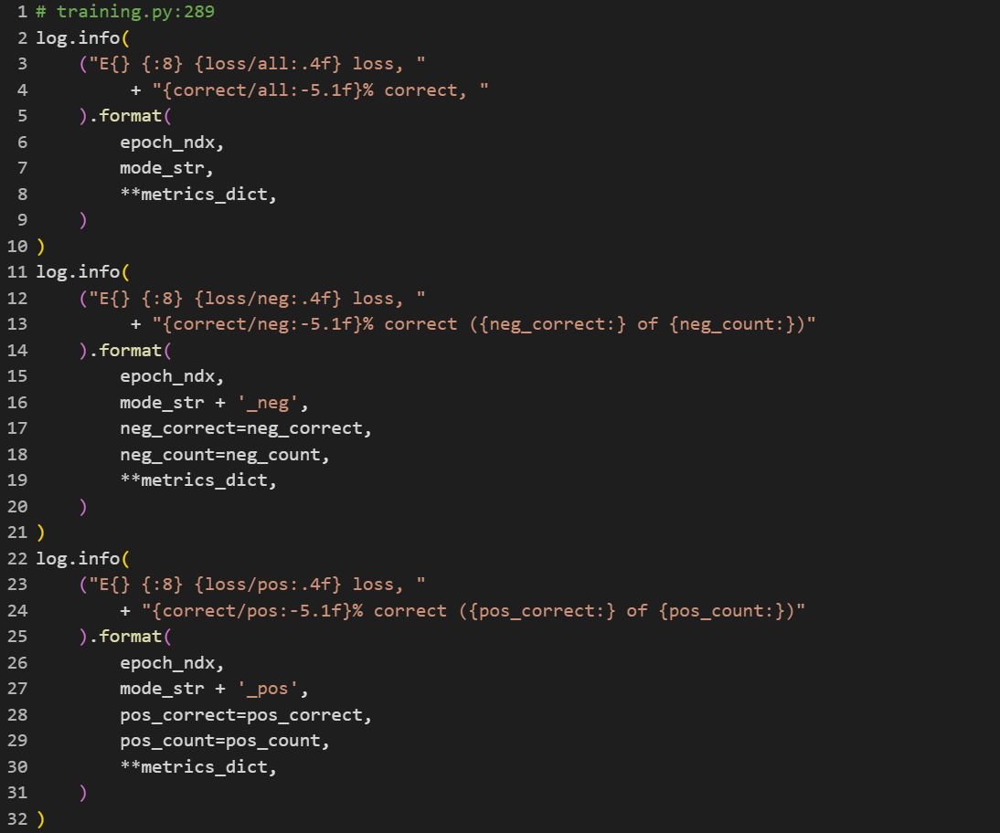 1 # training.py:289
2 log.info(
3     ("E{} {:8} {loss/all:.4f} loss, "
4          + "{correct/all:-5.1f}% correct, "
5     ).format(
6         epoch_ndx,
7         mode_str,
8         **metrics_dict,
9     )
10 )
11 log.info(
12     ("E{} {:8} {loss/neg:.4f} loss, "
13          + "{correct/neg:-5.1f}% correct ({neg_correct:} of {neg_count:})"
14     ).format(
15         epoch_ndx,
16         mode_str + '_neg',
17         neg_correct=neg_correct,
18         neg_count=neg_count,
19         **metrics_dict,
20     )
21 )
22 log.info(
23     ("E{} {:8} {loss/pos:.4f} loss, "
24         + "{correct/pos:-5.1f}% correct ({pos_correct:} of {pos_count:})"
25     ).format(
26         epoch_ndx,
27         mode_str + '_pos',
28         pos_correct=pos_correct,
29         pos_count=pos_count,
30         **metrics_dict,
31     )
32 )